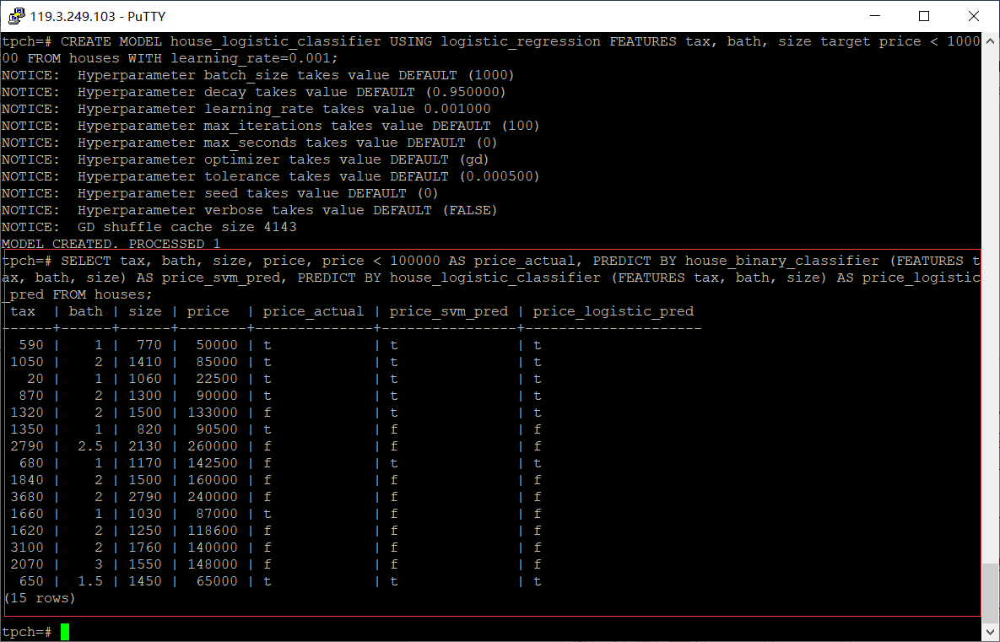 119.3.249.103 - PuTTY
tpch=# CREATE MODEL house_logistic_classifier USING logistic_regression FEATURES tax, bath, size target price < 1000
00 FROM houses WITH learning_rate=0.001;
NOTICE:  Hyperparameter batch_size takes value DEFAULT (1000)
NOTICE:  Hyperparameter decay takes value DEFAULT (0.950000)
NOTICE:  Hyperparameter learning_rate takes value 0.001000
NOTICE:  Hyperparameter max_iterations takes value DEFAULT (100)
NOTICE:  Hyperparameter max_seconds takes value DEFAULT (0)
NOTICE:  Hyperparameter optimizer takes value DEFAULT (gd)
NOTICE:  Hyperparameter tolerance takes value DEFAULT (0.000500)
NOTICE:  Hyperparameter seed takes value DEFAULT (0)
NOTICE:  Hyperparameter verbose takes value DEFAULT (FALSE)
NOTICE:  GD shuffle cache size 4143
MODEL CREATED. PROCESSED 1
tpch=# SELECT tax, bath, size, price, price < 100000 AS price_actual, PREDICT BY house_binary_classifier (FEATURES t
ax, bath, size) AS price_svm_pred, PREDICT BY house_logistic_classifier (FEATURES tax, bath, size) AS price_logistic
_pred FROM houses;
 tax  | bath | size | price  | price_actual | price_svm_pred | price_logistic_pred
------+------+------+--------+--------------+----------------+---------------------
  590 |    1 |  770 |  50000 | t            | t              | t
 1050 |    2 | 1410 |  85000 | t            | t              | t
   20 |    1 | 1060 |  22500 | t            | t              | t
  870 |    2 | 1300 |  90000 | t            | t              | t
 1320 |    2 | 1500 | 133000 | f            | t              | t
 1350 |    1 |  820 |  90500 | t            | f              | f
 2790 |  2.5 | 2130 | 260000 | f            | f              | f
  680 |    1 | 1170 | 142500 | f            | t              | t
 1840 |    2 | 1500 | 160000 | f            | f              | f
 3680 |    2 | 2790 | 240000 | f            | f              | f
 1660 |    1 | 1030 |  87000 | t            | f              | f
 1620 |    2 | 1250 | 118600 | f            | f              | f
 3100 |    2 | 1760 | 140000 | f            | f              | f
 2070 |    3 | 1550 | 148000 | f            | f              | f
  650 |  1.5 | 1450 |  65000 | t            | t              | t
(15 rows)
tpch=#